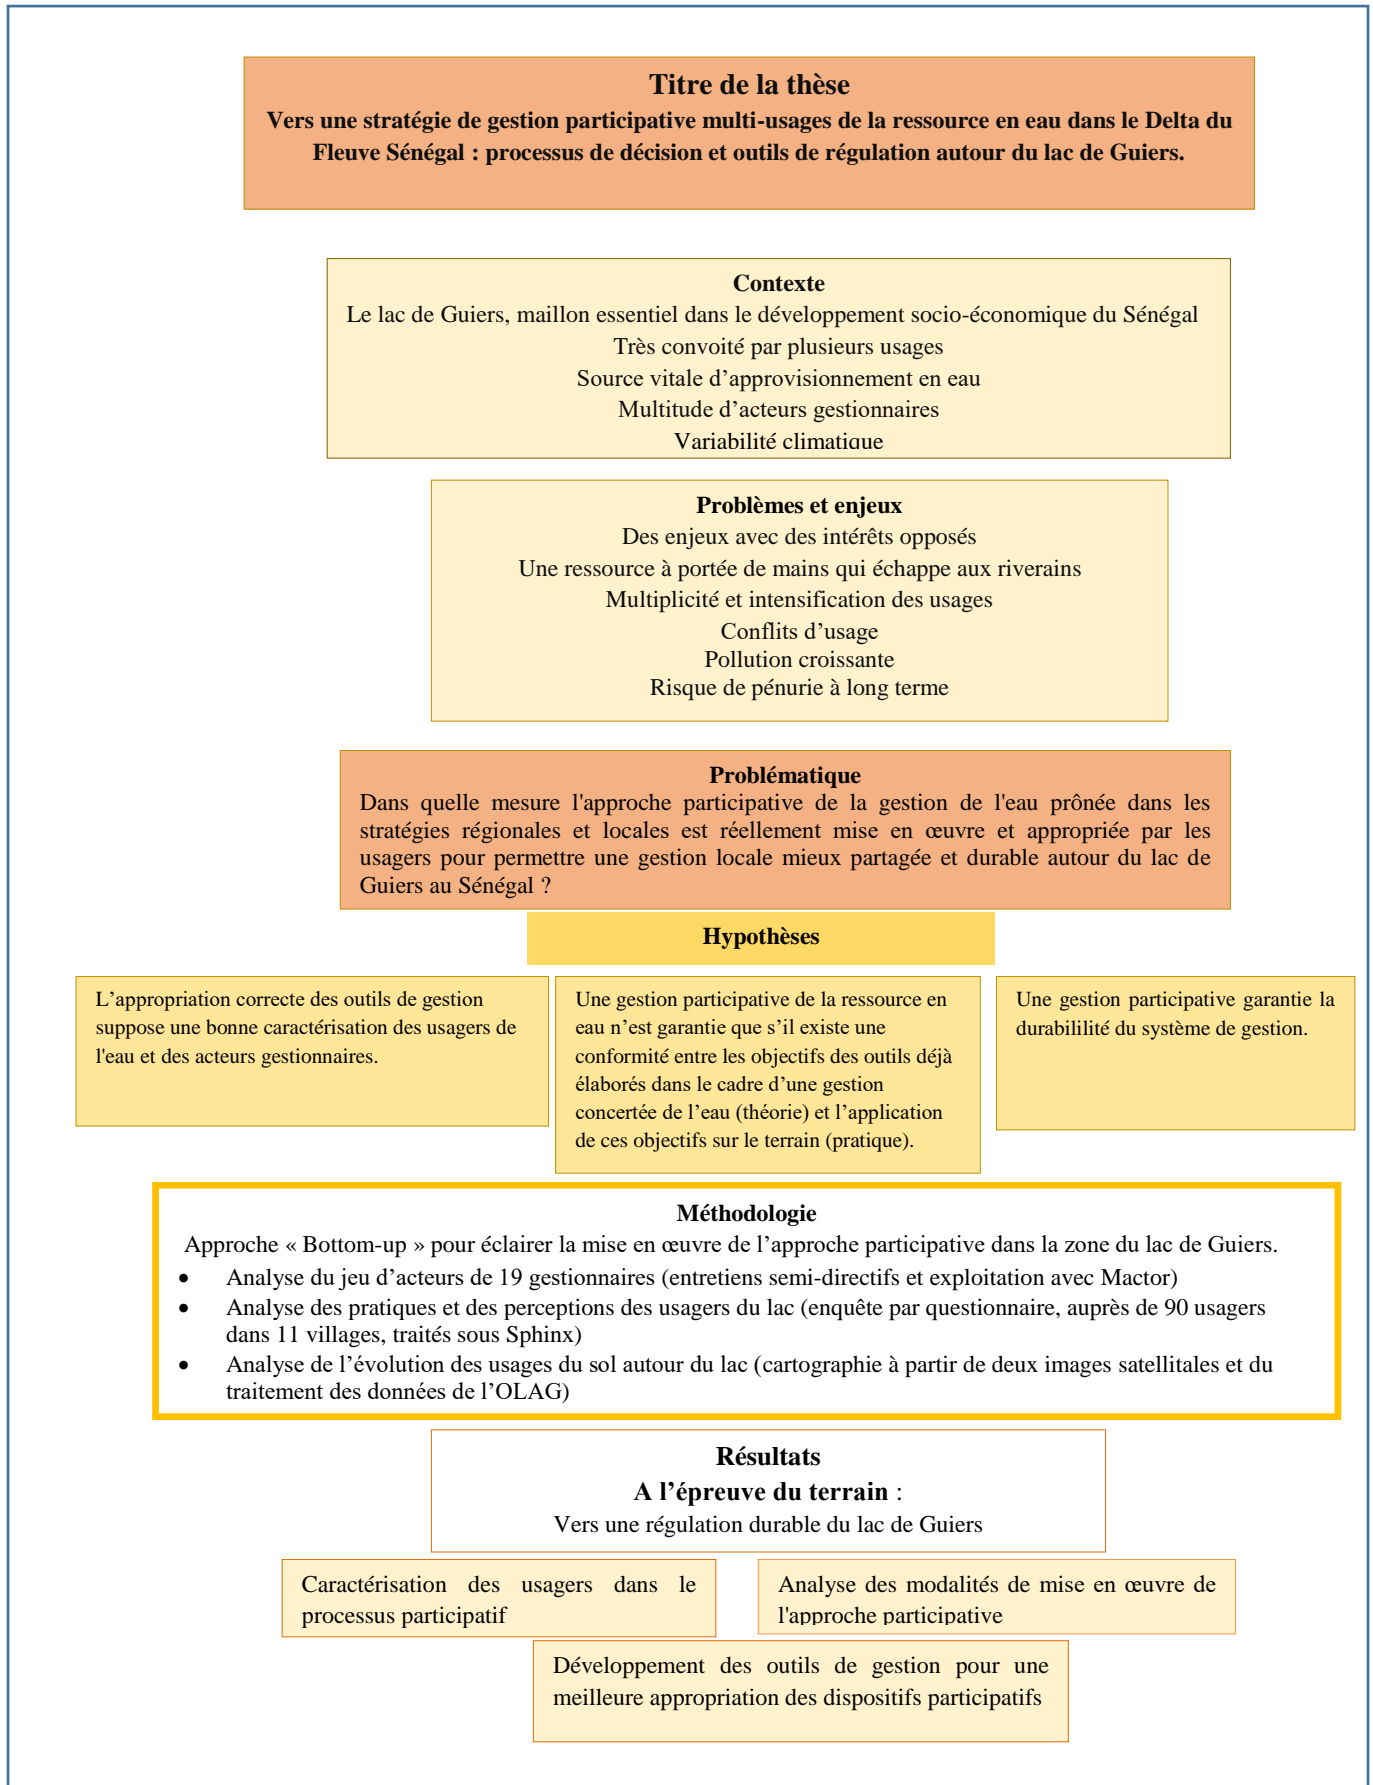 Titre de la thèse
Vers une stratégie de gestion participative multi-usages de la ressource en eau dans le Delta du
Fleuve Sénégal : processus de décision et outils de régulation autour du lac de Guiers.
Contexte
Le lac de Guiers, maillon essentiel dans le développement socio-économique du Sénégal
Très convoité par plusieurs usages
Source vitale d’approvisionnement en eau
Multitude d’acteurs gestionnaires
Variabilité climatique
Problèmes et enjeux
Des enjeux avec des intérêts opposés
Une ressource à portée de mains qui échappe aux riverains
Multiplicité et intensification des usages
Conflits d’usage
Pollution croissante
Risque de pénurie à long terme
Problématique
Dans quelle mesure l'approche participative de la gestion de l'eau prônée dans les
stratégies régionales et locales est réellement mise en œuvre et appropriée par les
usagers pour permettre une gestion locale mieux partagée et durable autour du lac de
Guiers au Sénégal ?
Hypothèses
L’appropriation correcte des outils de gestion
suppose une bonne caractérisation des usagers de
l'eau et des acteurs gestionnaires.
Une gestion participative de la ressource en
eau n’est garantie que s’il existe une
conformité entre les objectifs des outils déjà
élaborés dans le cadre d’une gestion
concertée de l’eau (théorie) et l’application
de ces objectifs sur le terrain (pratique).
Une gestion participative garantie la
durabililité du système de gestion.
Méthodologie
Approche « Bottom-up » pour éclairer la mise en œuvre de l’approche participative dans la zone du lac de Guiers.
• Analyse du jeu d’acteurs de 19 gestionnaires (entretiens semi-directifs et exploitation avec Mactor)
• Analyse des pratiques et des perceptions des usagers du lac (enquête par questionnaire, auprès de 90 usagers
dans 11 villages, traités sous Sphinx)
• Analyse de l’évolution des usages du sol autour du lac (cartographie à partir de deux images satellitales et du
traitement des données de l’OLAG)
Résultats
A l’épreuve du terrain :
Vers une régulation durable du lac de Guiers
Caractérisation des usagers dans le
processus participatif
Analyse des modalités de mise en œuvre de
l'approche participative
Développement des outils de gestion pour une
meilleure appropriation des dispositifs participatifs